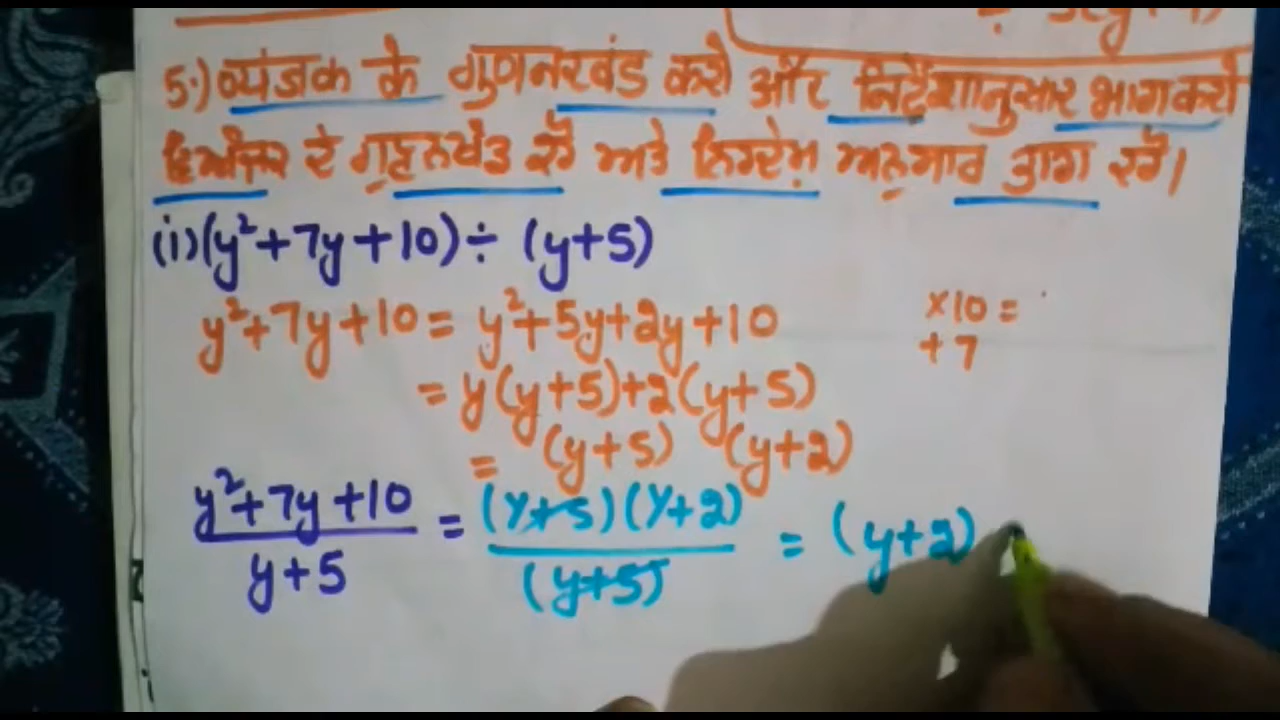 5.) व्यंजक के गुणनखंड करो और निर्देशानुसार भाग करो
ਵਿਅੰਜਕ ਦੇ ਗੁਣਨਖੰਡ ਕਰੋ ਅਤੇ ਨਿਰਦੇਸ਼ ਅਨੁਸਾਰ ਭਾਗ ਕਰੋ।
(i) (y²+7y+10) ÷ (y+5)
y²+7y+10 = y²+5y+2y+10
×10 =
+7
= y(y+5)+2(y+5)
= (y+5) (y+2)
y²+7y+10 / y+5 = (y+5)(y+2) / (y+5) = (y+2)